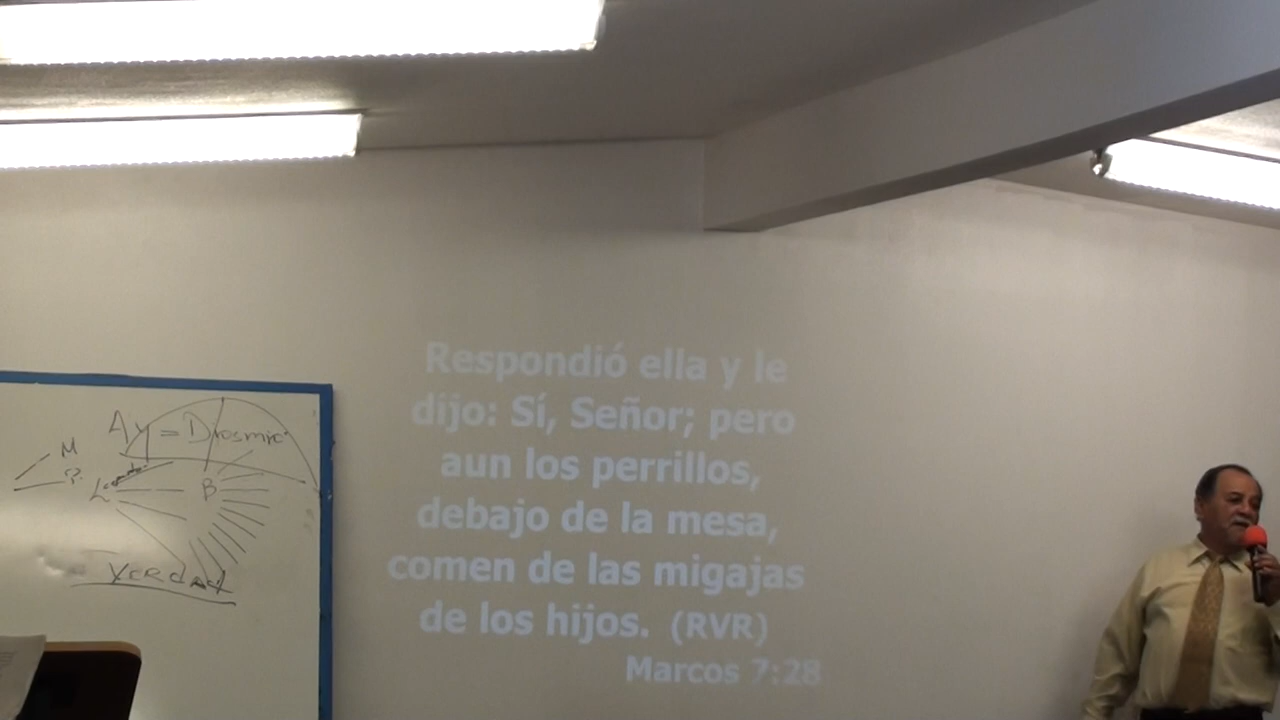 Respondió ella y le
dijo: Sí, Señor; pero
aun los perrillos,
debajo de la mesa,
comen de las migajas
de los hijos. (RVR)
Marcos 7:28
M
?
L
B
Verdad